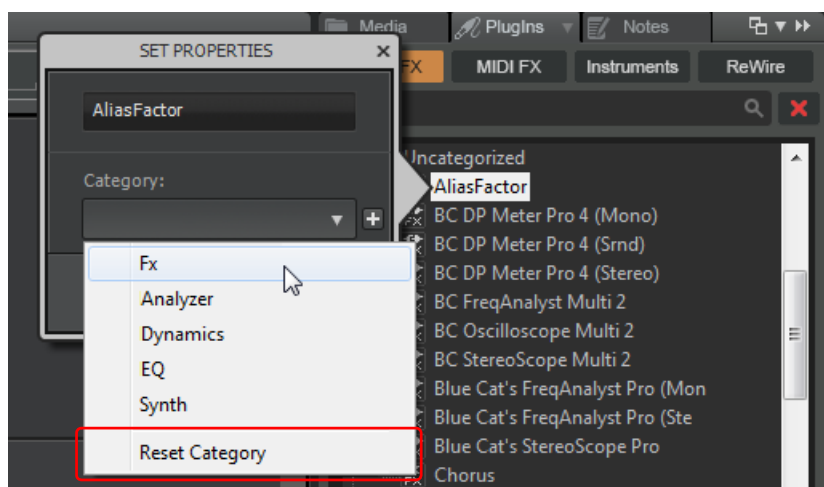 Media
PlugIns
Notes
SET PROPERTIES
FX
MIDI FX
Instruments
ReWire
AliasFactor
Category:
Fx
Analyzer
Dynamics
EQ
Synth
Reset Category
Uncategorized
AliasFactor
BC DP Meter Pro 4 (Mono)
BC DP Meter Pro 4 (Srnd)
BC DP Meter Pro 4 (Stereo)
BC FreqAnalyst Multi 2
BC Oscilloscope Multi 2
BC StereoScope Multi 2
Blue Cat's FreqAnalyst Pro (Mon
Blue Cat's FreqAnalyst Pro (Ste
Blue Cat's StereoScope Pro
Chorus